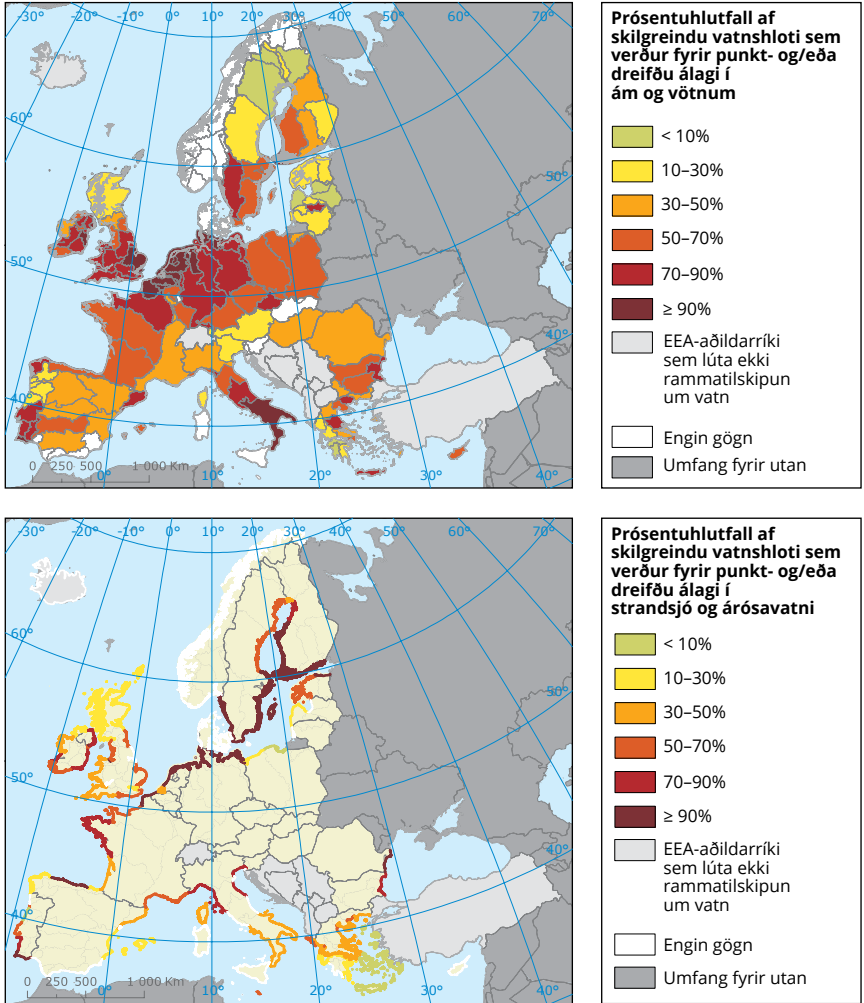 -30°
-20°
-10°
0°
10°
20°
30°
40°
50°
60°
70°
60°
50°
50°
40°
40°
0 250 500 1 000 Km
0°
10°
20°
30°
40°
Prósentuhlutfall af
skilgreindu vatnshloti sem
verður fyrir punkt- og/eða
dreifðu álagi í
ám og vötnum
< 10%
10–30%
30–50%
50–70%
70–90%
≥ 90%
EEA-aðildarríki
sem lúta ekki
rammatilskipun
um vatn
Engin gögn
Umfang fyrir utan
-30°
-20°
-10°
0°
10°
20°
30°
40°
50°
60°
70°
60°
50°
50°
40°
40°
0 250 500 1 000 Km
0°
10°
20°
30°
40°
Prósentuhlutfall af
skilgreindu vatnshloti sem
verður fyrir punkt- og/eða
dreifðu álagi í
strandsjó og árósavatni
< 10%
10–30%
30–50%
50–70%
70–90%
≥ 90%
EEA-aðildarríki
sem lúta ekki
rammatilskipun
um vatn
Engin gögn
Umfang fyrir utan